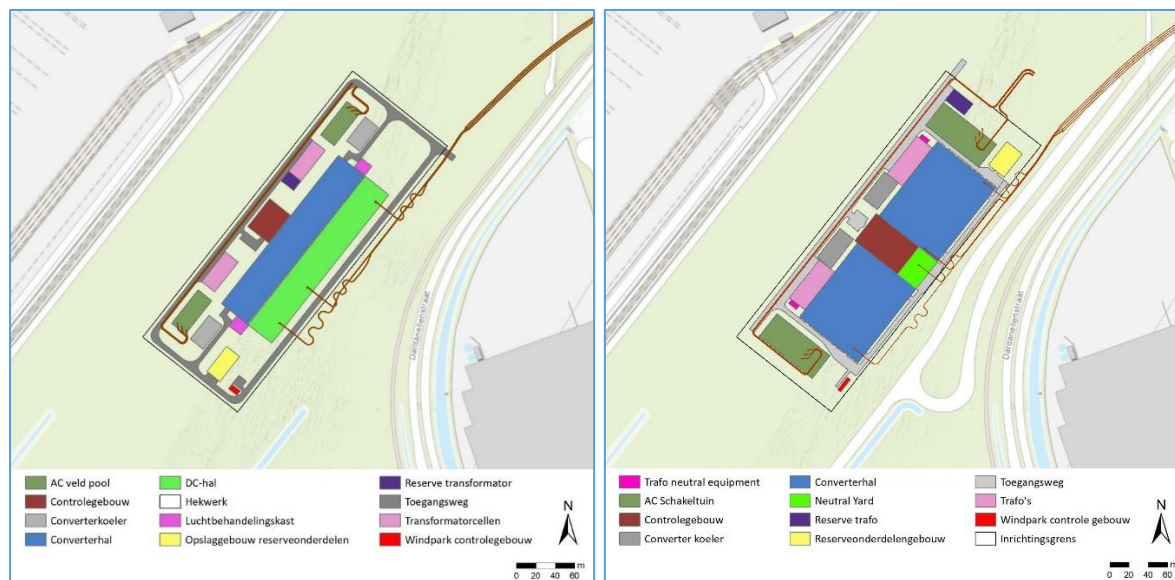 Dardanellenstraat
AC veld pool
Controlegebouw
Converterkoeler
Converterhal
DC-hal
Hekwerk
Luchtbehandelingskast
Opslaggebouw reserveonderdelen
Reserve transformator
Toegangsweg
Transformatorcellen
Windpark controlegebouw
N
m
0 20 40 60
Dardanellenstraat
Trafo neutral equipment
AC Schakeltuin
Controlegebouw
Converter koeler
Converterhal
Neutral Yard
Reserve trafo
Reserveonderdelengebouw
Toegangsweg
Trafo's
Windpark controle gebouw
Inrichtingsgrens
N
m
0 20 40 60